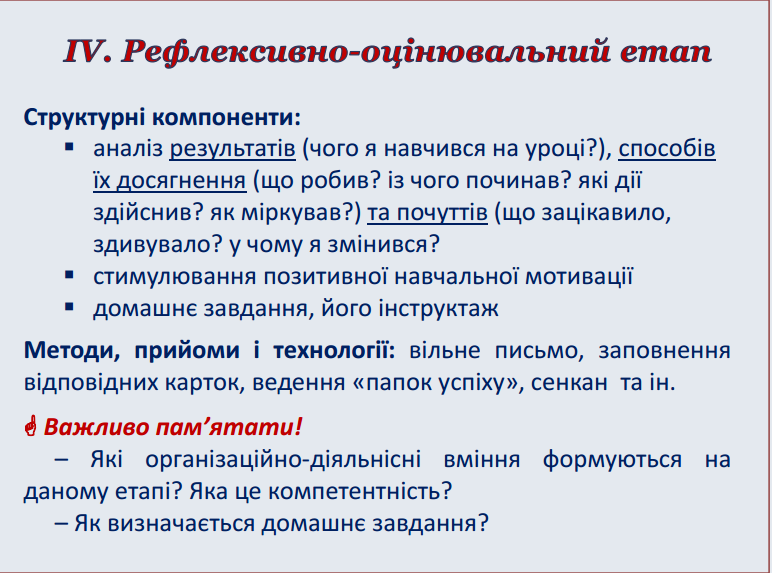 IV. Рефлексивно-оцінювальний етап
Структурні компоненти:
▪ аналіз результатів (чого я навчився на уроці?), способів
їх досягнення (що робив? із чого починав? які дії
здійснив? як міркував?) та почуттів (що зацікавило,
здивувало? у чому я змінився?
▪ стимулювання позитивної навчальної мотивації
▪ домашнє завдання, його інструктаж
Методи, прийоми і технології: вільне письмо, заповнення
відповідних карток, ведення «папок успіху», сенкан та ін.
☝ Важливо пам’ятати!
– Які організаційно-діяльнісні вміння формуються на
даному етапі? Яка це компетентність?
– Як визначається домашнє завдання?